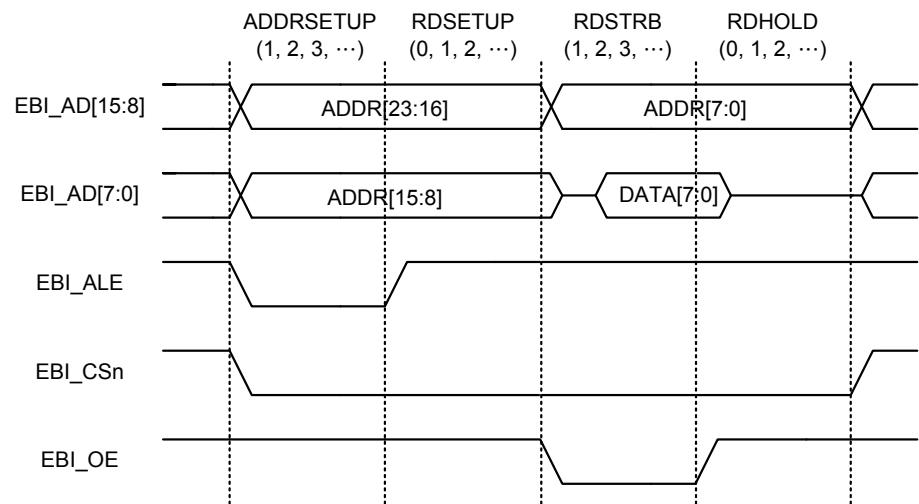 ADDRSETUP RDSETUP RDSTRB RDHOLD
(1, 2, 3, ⋯) (0, 1, 2, ⋯) (1, 2, 3, ⋯) (0, 1, 2, ⋯)
EBI_AD[15:8] ADDR[23:16] ADDR[7:0]
EBI_AD[7:0] ADDR[15:8] DATA[7:0]
EBI_ALE
EBI_CSn
EBI_OE